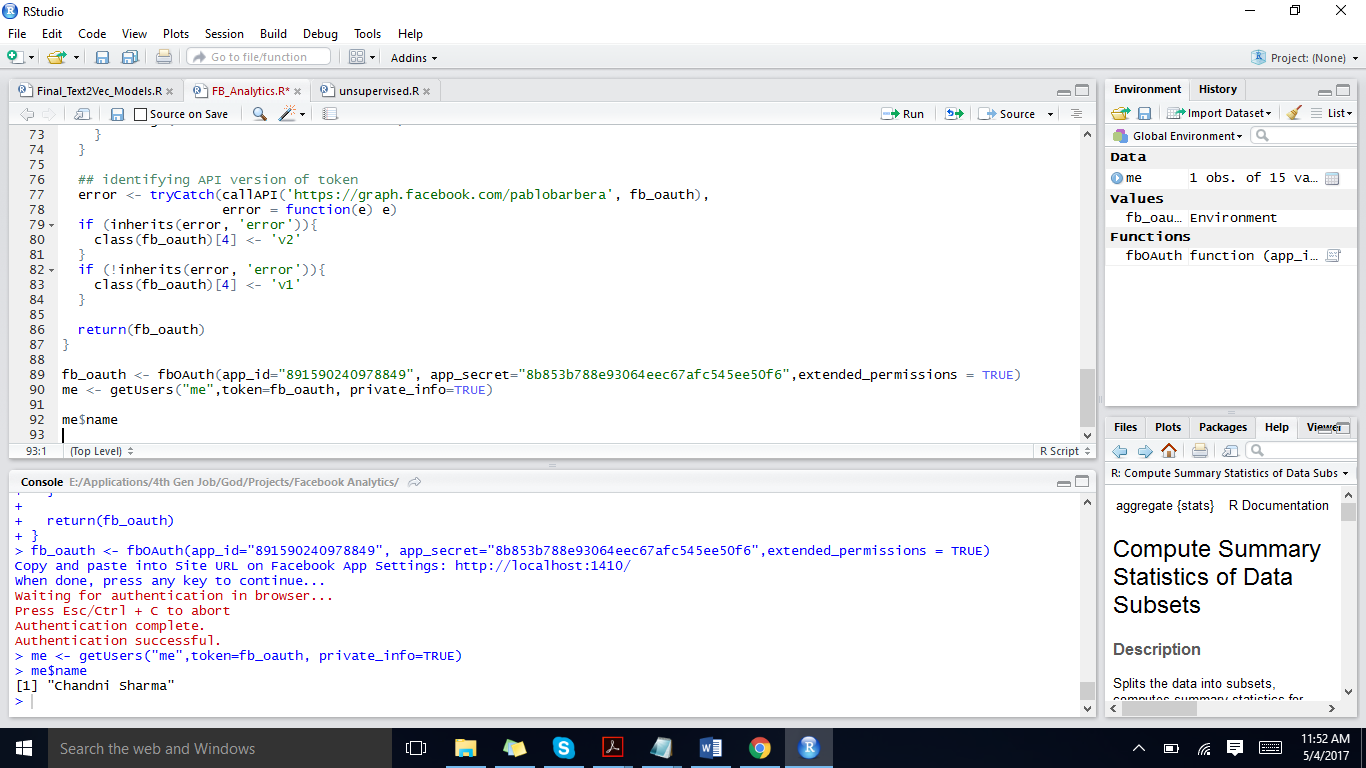 RStudio
File Edit Code View Plots Session Build Debug Tools Help
Go to file/function Addins Project: (None)
Final_Text2Vec_Models.R FB_Analytics.R* unsupervised.R
Source on Save Run Source
73 }
74 }
75
76 ## identifying API version of token
77 error <- tryCatch(callAPI('https://graph.facebook.com/pablobarbera', fb_oauth),
78 error = function(e) e)
79 if (inherits(error, 'error')){
80 class(fb_oauth)[4] <- 'v2'
81 }
82 if (!inherits(error, 'error')){
83 class(fb_oauth)[4] <- 'v1'
84 }
85
86 return(fb_oauth)
87 }
88
89 fb_oauth <- fbOAuth(app_id="891590240978849", app_secret="8b853b788e93064eec67afc545ee50f6",extended_permissions = TRUE)
90 me <- getUsers("me",token=fb_oauth, private_info=TRUE)
91
92 me$name
93
93:1 (Top Level) R Script
Console E:/Applications/4th Gen Job/God/Projects/Facebook Analytics/
+ }
+
+ return(fb_oauth)
+ }
> fb_oauth <- fbOAuth(app_id="891590240978849", app_secret="8b853b788e93064eec67afc545ee50f6",extended_permissions = TRUE)
Copy and paste into Site URL on Facebook App Settings: http://localhost:1410/
When done, press any key to continue...
Waiting for authentication in browser...
Press Esc/Ctrl + C to abort
Authentication complete.
Authentication successful.
> me <- getUsers("me",token=fb_oauth, private_info=TRUE)
> me$name
[1] "Chandni Sharma"
>
Environment History
Import Dataset List
Global Environment
Data
me 1 obs. of 15 va…
Values
fb_oau… Environment
Functions
fbOAuth function (app_i…
Files Plots Packages Help Viewer
R: Compute Summary Statistics of Data Subs
aggregate {stats} R Documentation
Compute Summary
Statistics of Data
Subsets
Description
Splits the data into subsets,
computes summary statistics for
Search the web and Windows
11:52 AM
5/4/2017